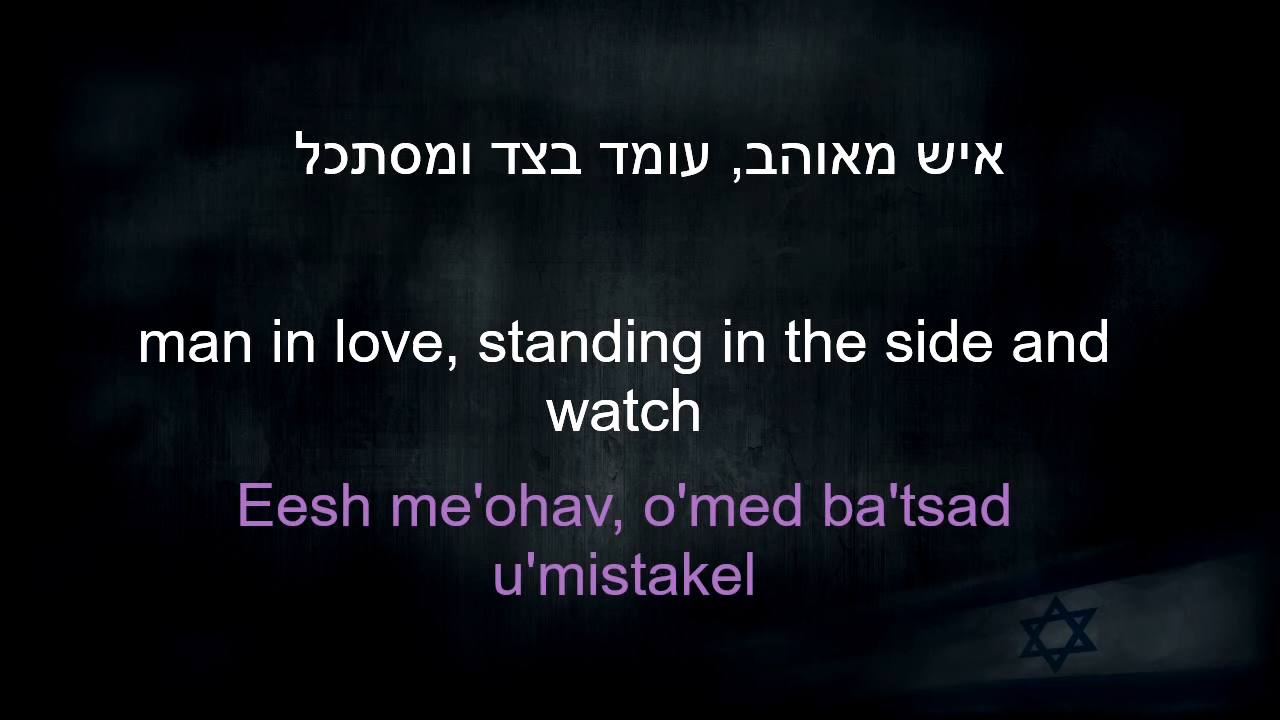 איש מאוהב, עומד בצד ומסתכל
man in love, standing in the side and
watch
Eesh me'ohav, o'med ba'tsad
u'mistakel